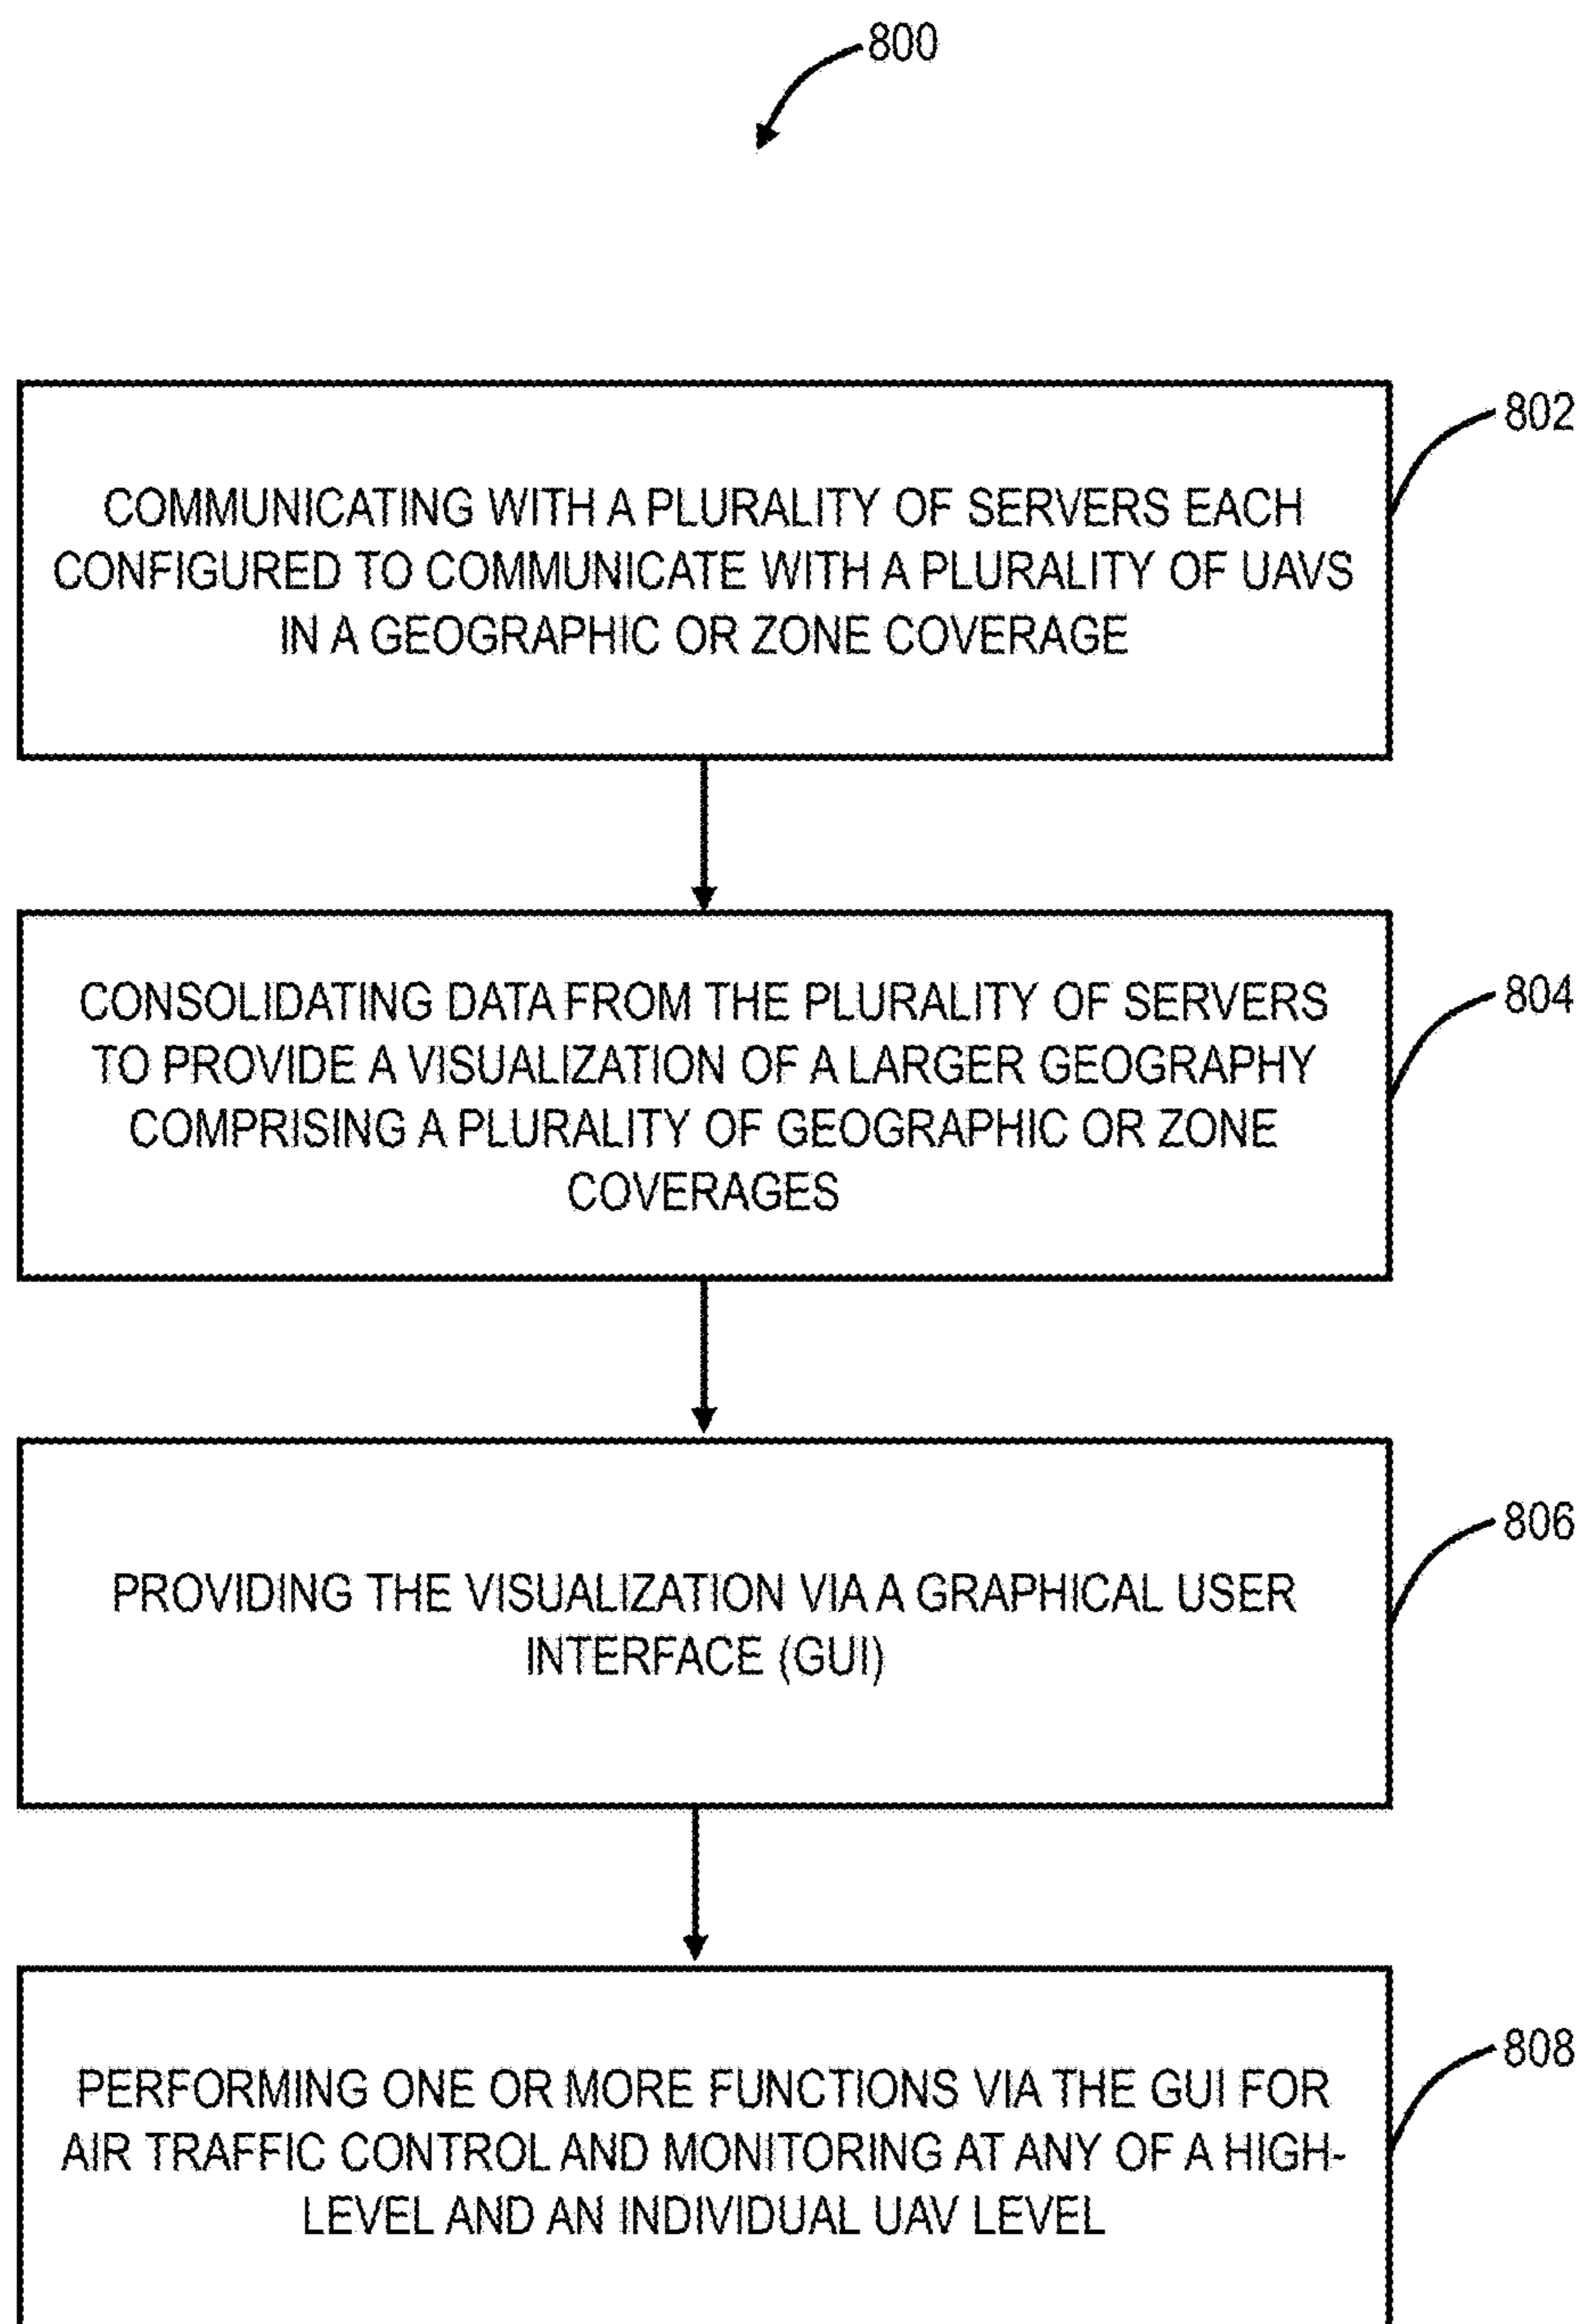 800
802
COMMUNICATING WITH A PLURALITY OF SERVERS EACH
CONFIGURED TO COMMUNICATE WITH A PLURALITY OF UAVS
IN A GEOGRAPHIC OR ZONE COVERAGE
804
CONSOLIDATING DATA FROM THE PLURALITY OF SERVERS
TO PROVIDE A VISUALIZATION OF A LARGER GEOGRAPHY
COMPRISING A PLURALITY OF GEOGRAPHIC OR ZONE
COVERAGES
806
PROVIDING THE VISUALIZATION VIA A GRAPHICAL USER
INTERFACE (GUI)
808
PERFORMING ONE OR MORE FUNCTIONS VIA THE GUI FOR
AIR TRAFFIC CONTROL AND MONITORING AT ANY OF A HIGH-
LEVEL AND AN INDIVIDUAL UAV LEVEL